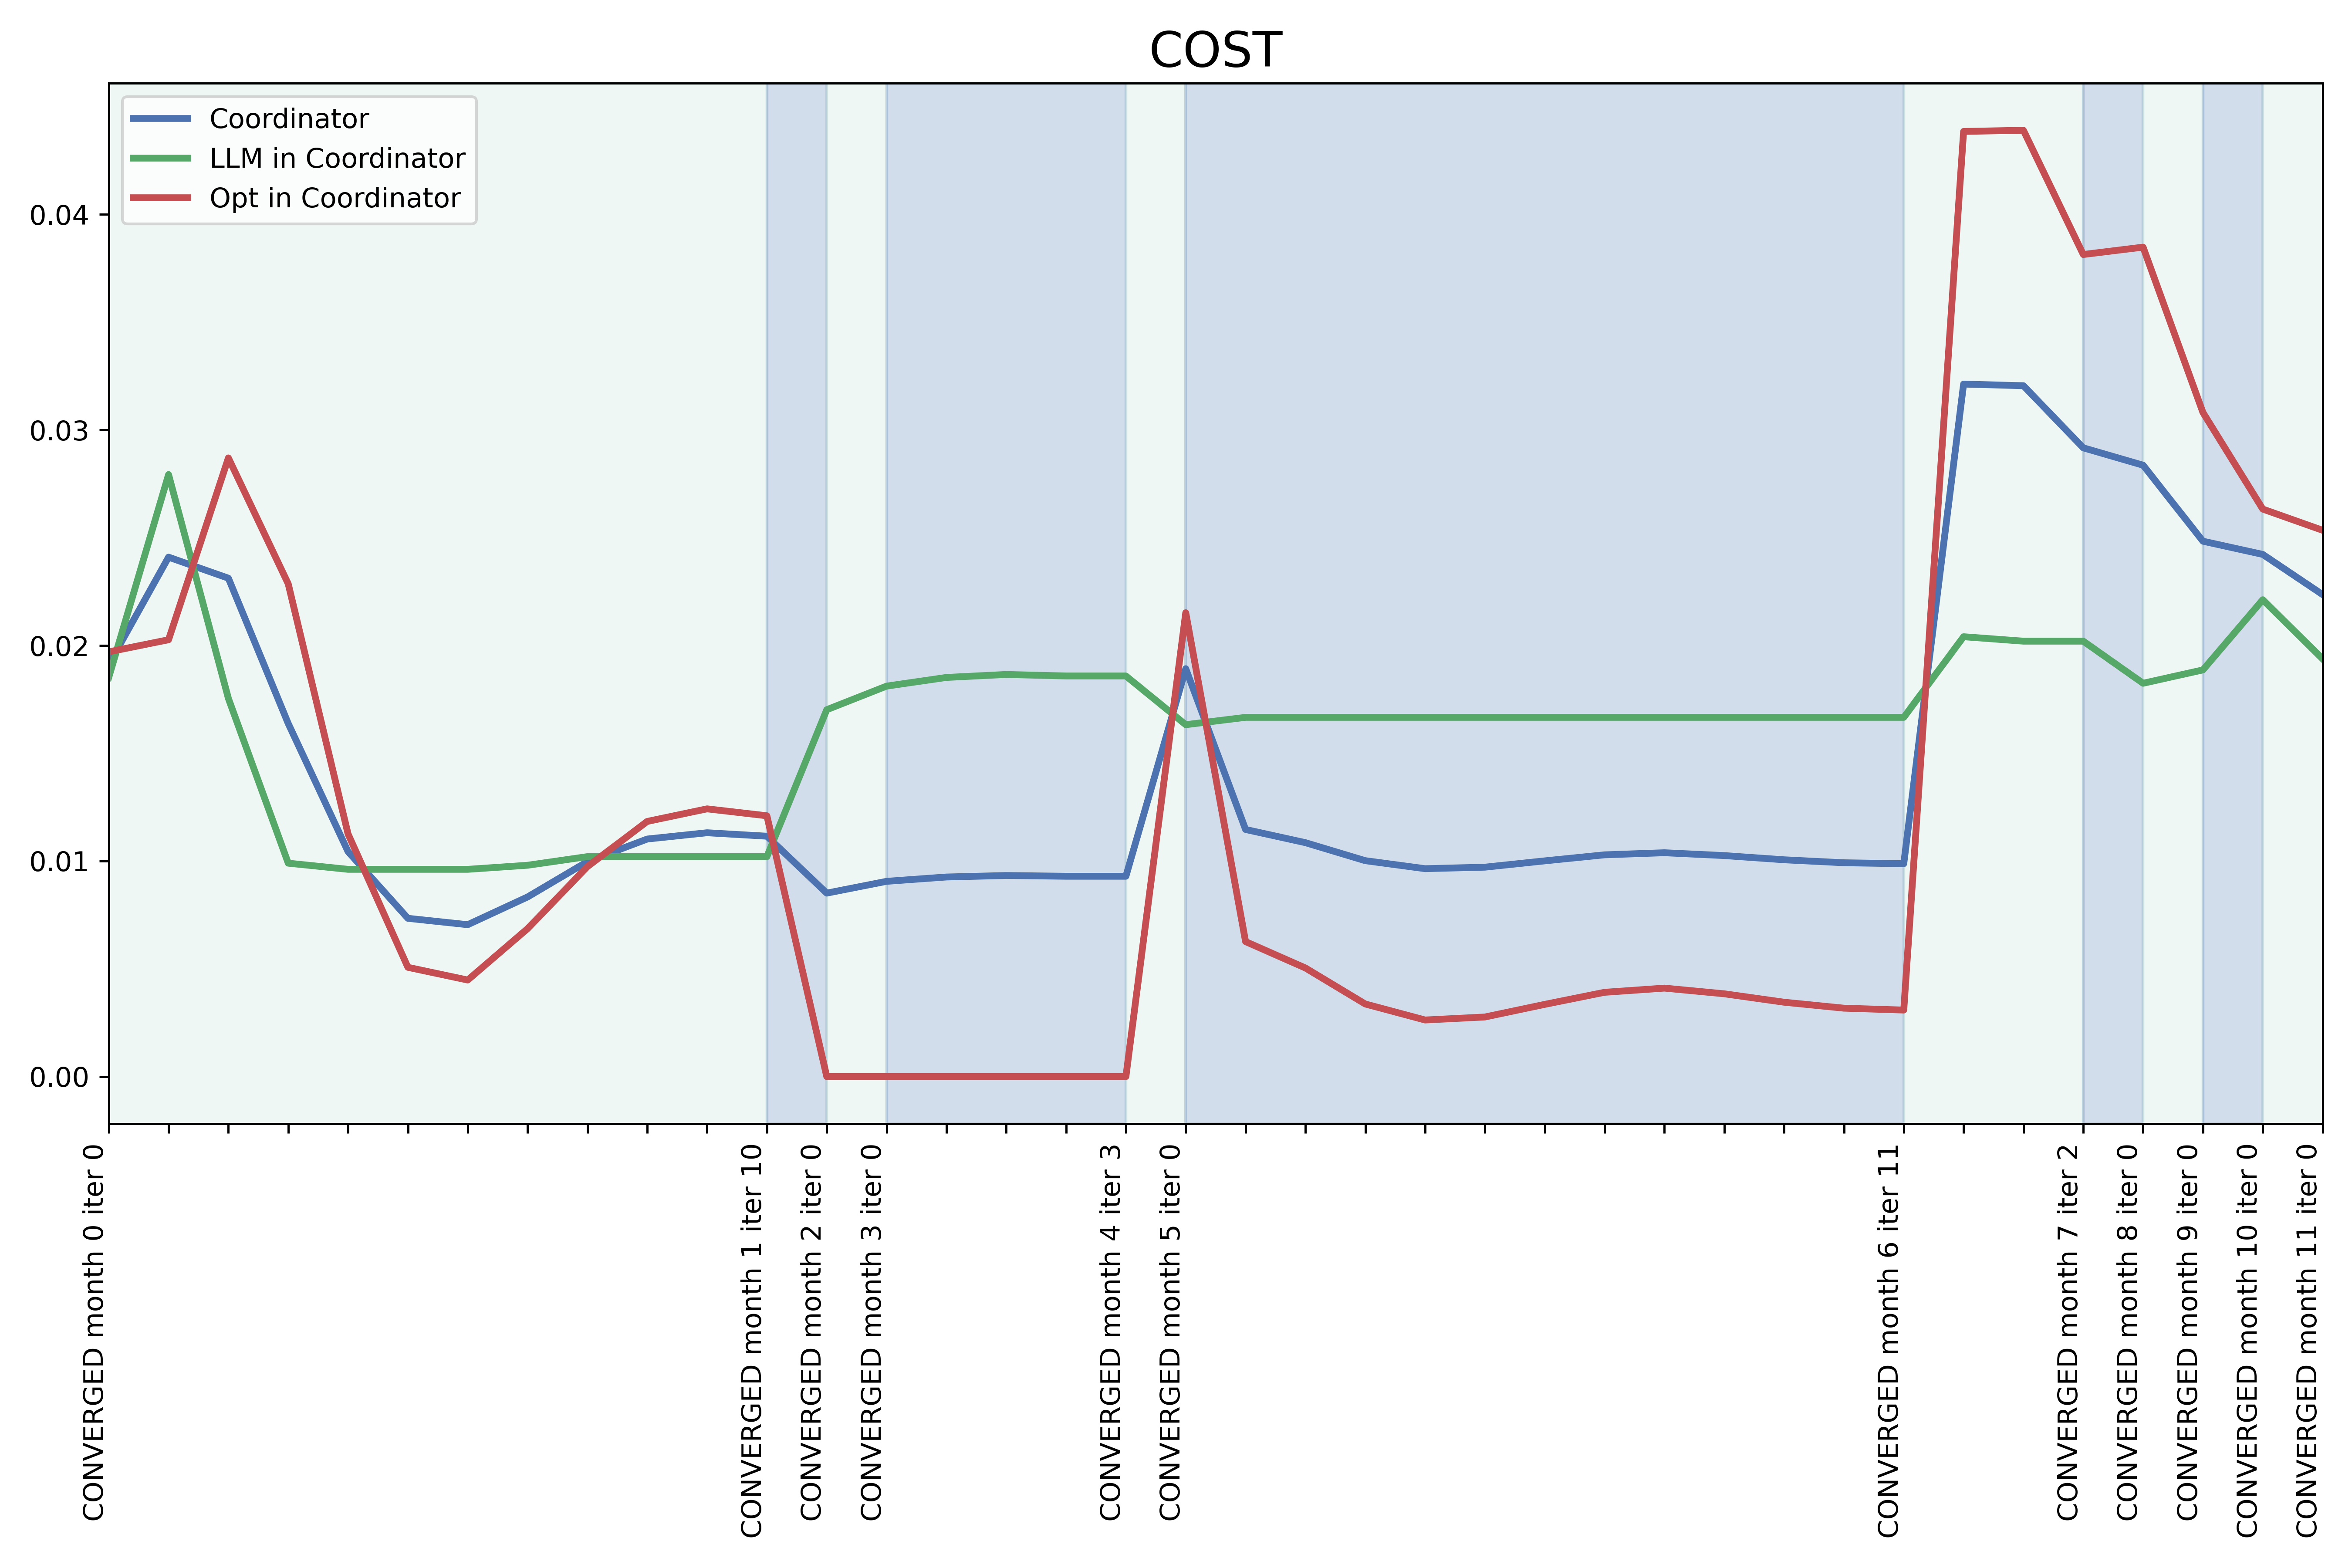 COST
Coordinator
LLM in Coordinator
Opt in Coordinator
0.04
0.03
0.02
0.01
0.00
CONVERGED month 0 iter 0
CONVERGED month 1 iter 10
CONVERGED month 2 iter 0
CONVERGED month 3 iter 0
CONVERGED month 4 iter 3
CONVERGED month 5 iter 0
CONVERGED month 6 iter 11
CONVERGED month 7 iter 2
CONVERGED month 8 iter 0
CONVERGED month 9 iter 0
CONVERGED month 10 iter 0
CONVERGED month 11 iter 0